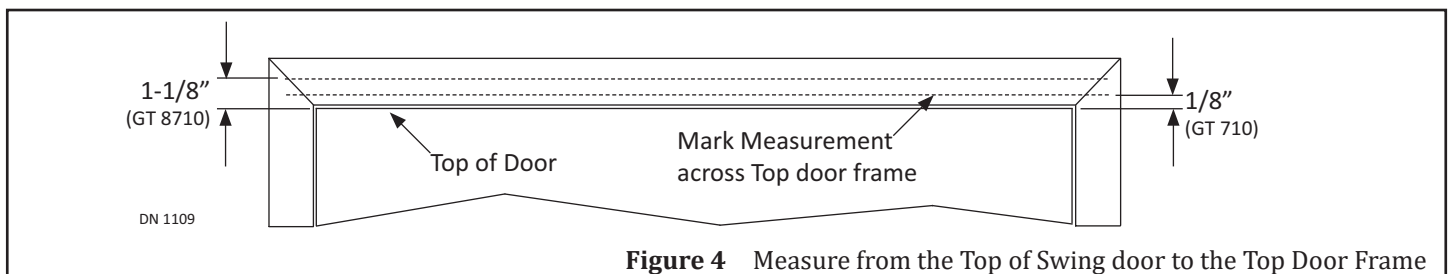 1-1/8”
(GT 8710)
1/8”
(GT 710)
Top of Door
Mark Measurement
across Top door frame
DN 1109
Figure 4 Measure from the Top of Swing door to the Top Door Frame